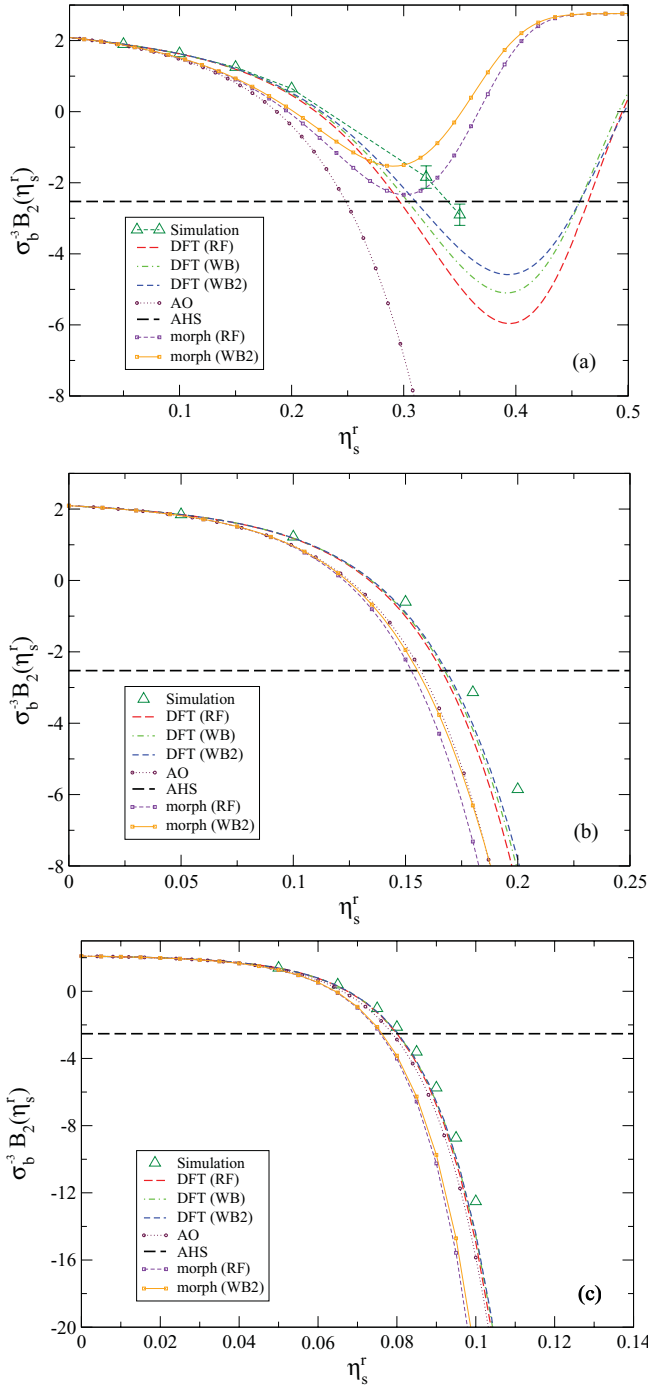 2
0
-2
-4
-6
-8
σ_b^-3 B_2(η_s^r)
Simulation
DFT (RF)
DFT (WB)
DFT (WB2)
AO
AHS
morph (RF)
morph (WB2)
(a)
0.1 0.2 0.3 0.4 0.5
η_s^r
2
0
-2
-4
-6
-8
σ_b^-3 B_2(η_s^r)
Simulation
DFT (RF)
DFT (WB)
DFT (WB2)
AO
AHS
morph (RF)
morph (WB2)
(b)
0 0.05 0.1 0.15 0.2 0.25
η_s^r
0
-4
-8
-12
-16
-20
σ_b^-3 B_2(η_s^r)
Simulation
DFT (RF)
DFT (WB)
DFT (WB2)
AO
AHS
morph (RF)
morph (WB2)
(c)
0 0.02 0.04 0.06 0.08 0.1 0.12 0.14
η_s^r